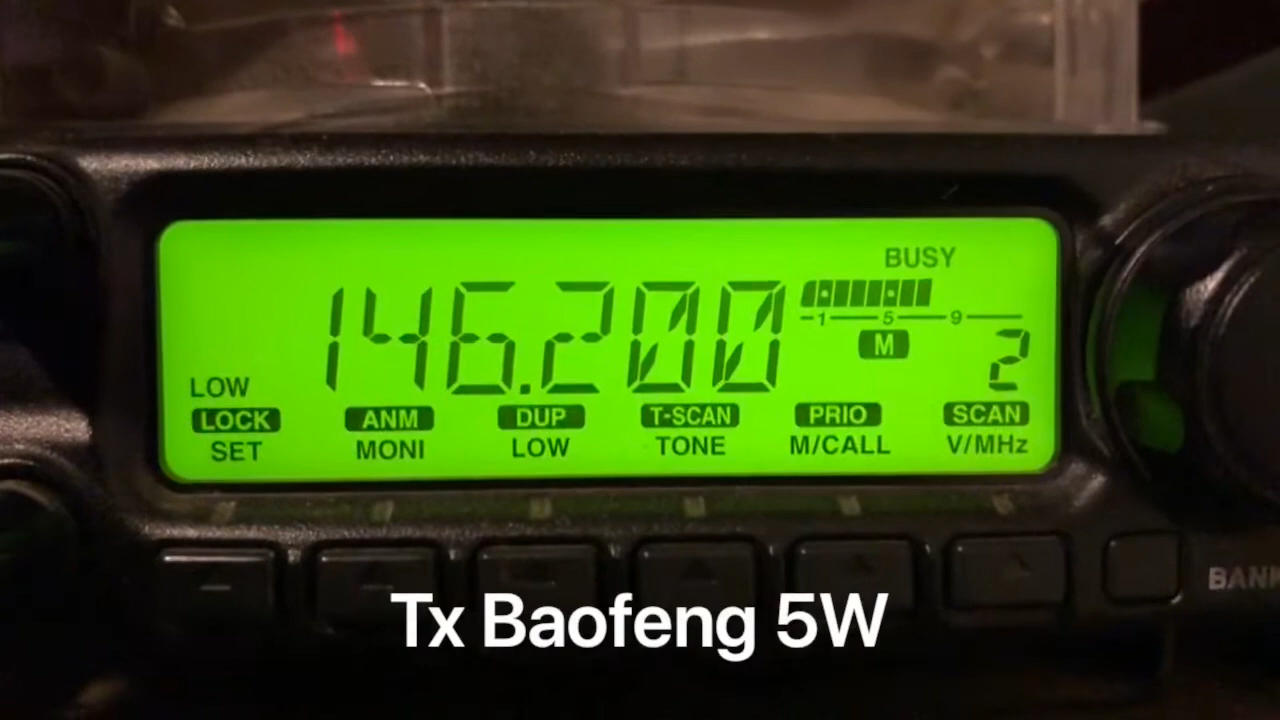 BUSY
146.200
1 5 9
M
2
LOW
LOCK ANM DUP T-SCAN PRIO SCAN
SET MONI LOW TONE M/CALL V/MHz
BANK
Tx Baofeng 5W